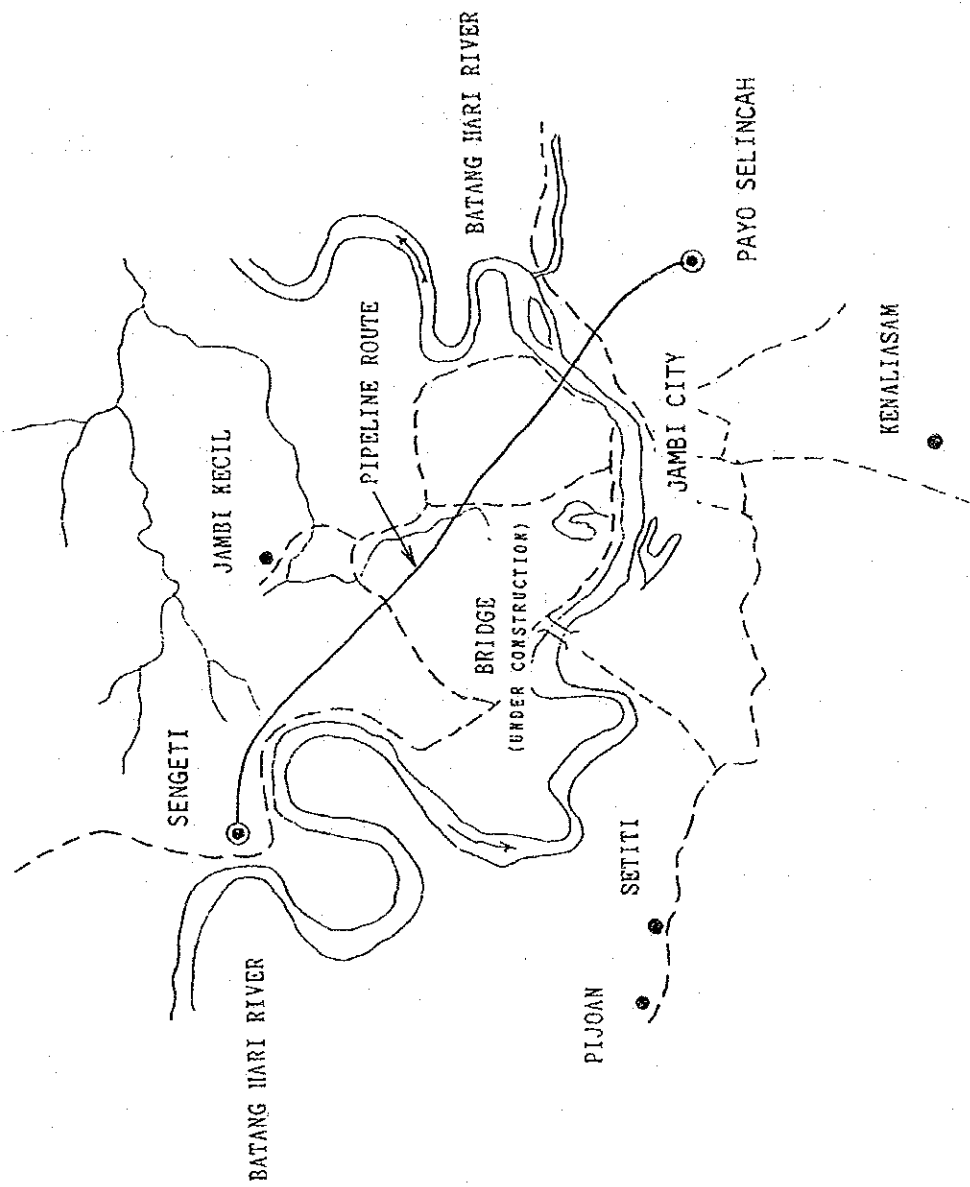 SENGETI
JAMBI KECIL
BATANG HARI RIVER
PIPELINE ROUTE
BATANG HARI RIVER
BRIDGE
(UNDER CONSTRUCTION)
PIJOAN
SETITI
JAMBI CITY
PAYO SELINCAH
KENALIASAM